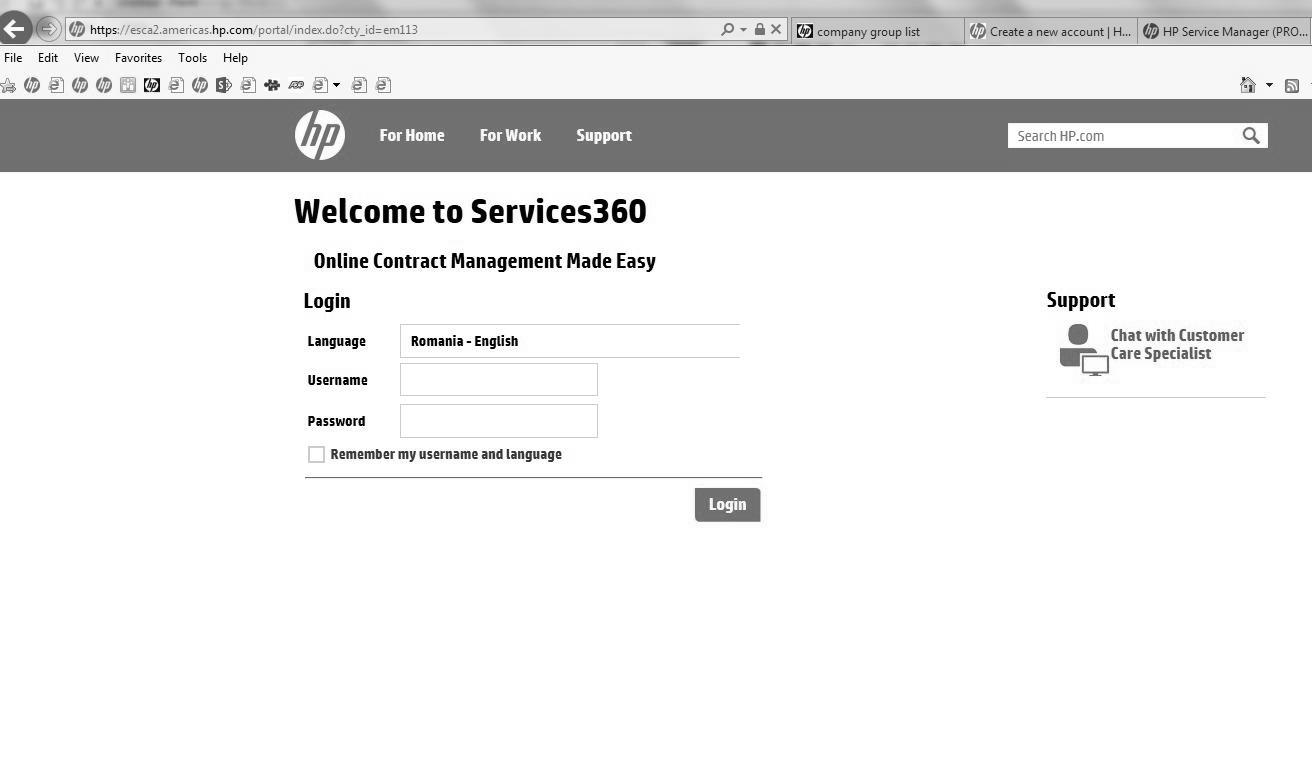 https://esca2.americas.hp.com/portal/index.do?cty_id=em113
company group list
Create a new account | H...
HP Service Manager (PRO...
File Edit View Favorites Tools Help
hp For Home For Work Support Search HP.com
Welcome to Services360
Online Contract Management Made Easy
Login
Language Romania - English
Username
Password
Remember my username and language
Login
Support
Chat with Customer
Care Specialist